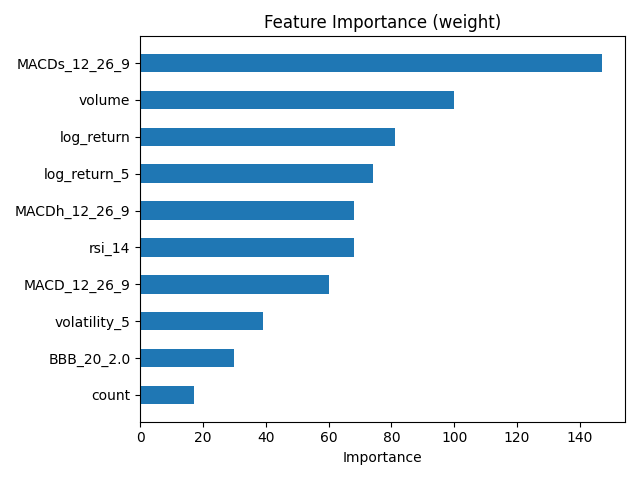 Feature Importance (weight)
MACDs_12_26_9
volume
log_return
log_return_5
MACDh_12_26_9
rsi_14
MACD_12_26_9
volatility_5
BBB_20_2.0
count
0 20 40 60 80 100 120 140
Importance